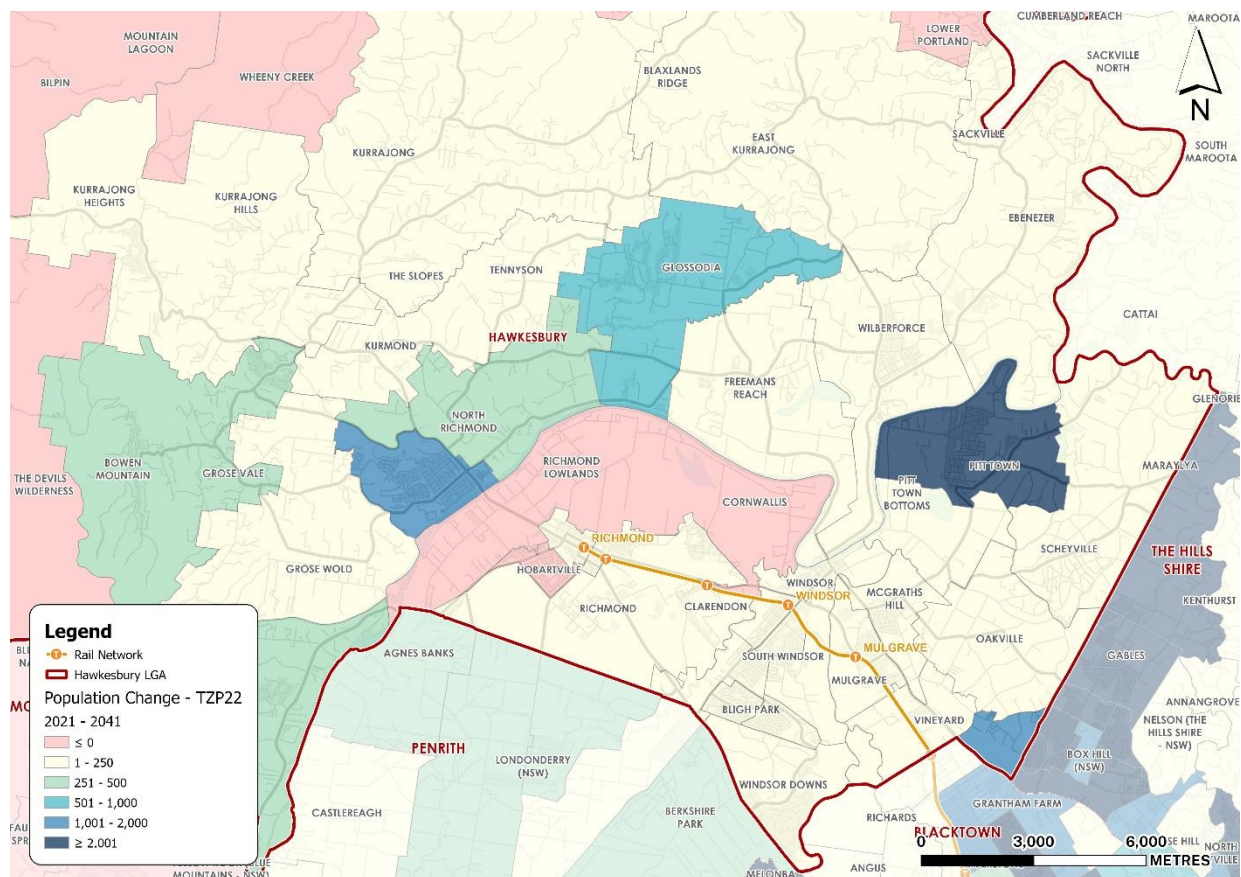 CUMBERLAND REACH
MAROOTA
MOUNTAIN
LAGOON
LOWER
PORTLAND
WHEENY CREEK
BILPIN
BLAXLANDS
RIDGE
SACKVILLE
NORTH
N
KURRAJONG
EAST
KURRAJONG
SACKVILLE
SOUTH
MAROOTA
KURRAJONG
HEIGHTS
KURRAJONG
HILLS
EBENEZER
THE SLOPES
TENNYSON
GLOSSODIA
CATTAI
HAWKESBURY
WILBERFORCE
KURMOND
FREEMANS
REACH
GLENORIE
NORTH
RICHMOND
BOWEN
MOUNTAIN
GROSE VALE
RICHMOND
LOWLANDS
PITT TOWN
MARAYLYA
THE DEVILS
WILDERNESS
CORNWALLIS
PITT
TOWN
BOTTOMS
RICHMOND
SCHEYVILLE
THE HILLS
SHIRE
GROSE WOLD
HOBARTVILLE
WINDSOR
WINDSOR
MCGRATHS
HILL
KENTHURST
RICHMOND
CLARENDON
OAKVILLE
AGNES BANKS
SOUTH WINDSOR
MULGRAVE
MULGRAVE
GABLES
ANNANGROVE
BLIGH PARK
VINEYARD
NELSON (THE
HILLS SHIRE
- NSW)
PENRITH
BOX HILL
(NSW)
LONDONDERRY
(NSW)
WINDSOR DOWNS
CASTLEREAGH
BERKSHIRE
PARK
GRANTHAM FARM
RICHARDS
BLACKTOWN
ANGUS
MELONBA
MOUNTAINS - NSW)
Legend
Rail Network
Hawkesbury LGA
Population Change - TZP22
2021 - 2041
≤ 0
1 - 250
251 - 500
501 - 1,000
1,001 - 2,000
≥ 2,001
0 3,000 6,000
METRES